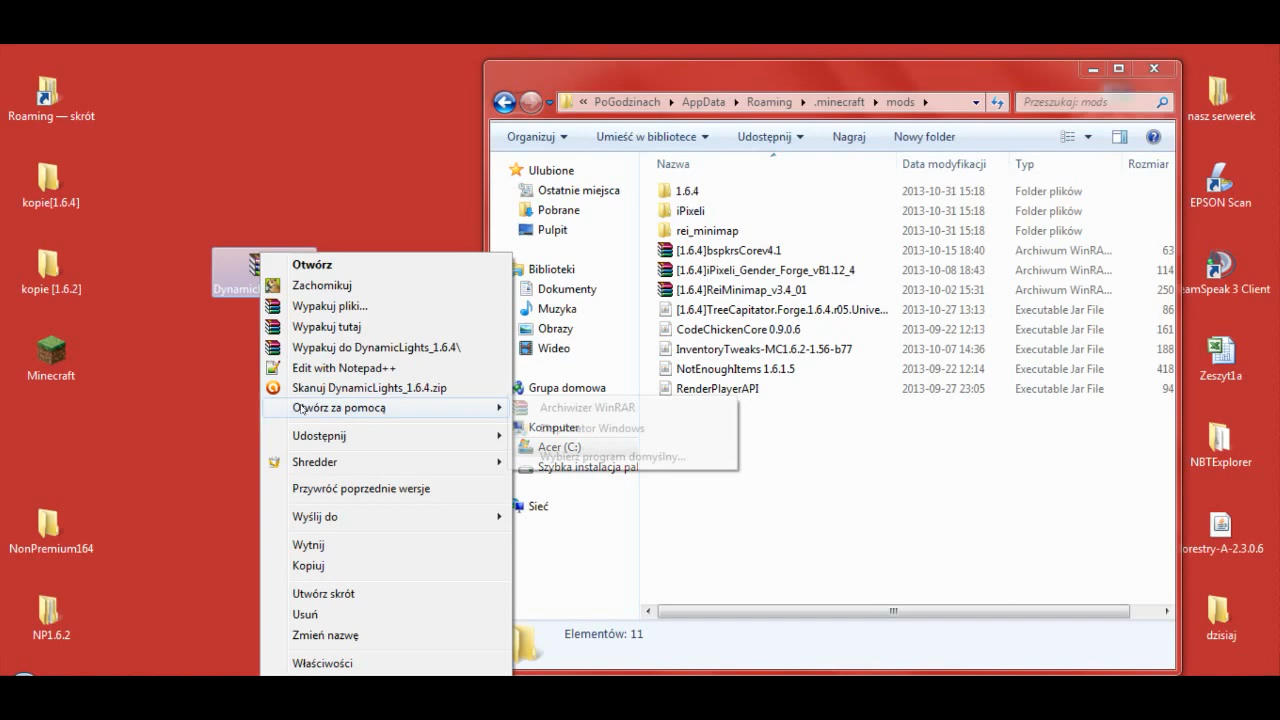 Roaming — skrót
kopie[1.6.4]
kopie [1.6.2]
Minecraft
NonPremium164
NP1.6.2
Dynamic
Otwórz
Zachomikuj
Wypakuj pliki...
Wypakuj tutaj
Wypakuj do DynamicLights_1.6.4\
Edit with Notepad++
Skanuj DynamicLights_1.6.4.zip
Otwórz za pomocą
Udostępnij
Shredder
Przywróć poprzednie wersje
Wyślij do
Wytnij
Kopiuj
Utwórz skrót
Usuń
Zmień nazwę
Właściwości
Archiwizer WinRAR
Windows
Wybierz program domyślny...
« PoGodzinach AppData Roaming .minecraft mods
Przeszukaj: mods
Organizuj Umieść w bibliotece Udostępnij Nagraj Nowy folder
Ulubione
Ostatnie miejsca
Pobrane
Pulpit
Biblioteki
Dokumenty
Muzyka
Obrazy
Wideo
Grupa domowa
Komputer
Acer (C:)
Szybka instalacja pal
Sieć
Nazwa Data modyfikacji Typ Rozmiar
1.6.4 2013-10-31 15:18 Folder plików
iPixeli 2013-10-31 15:18 Folder plików
rei_minimap 2013-10-31 15:18 Folder plików
[1.6.4]bspkrsCorev4.1 2013-10-15 18:40 Archiwum WinRA... 63
[1.6.4]iPixeli_Gender_Forge_vB1.12_4 2013-10-08 18:43 Archiwum WinRA... 114
[1.6.4]ReiMinimap_v3.4_01 2013-10-02 15:31 Archiwum WinRA... 250
[1.6.4]TreeCapitator.Forge.1.6.4.r05.Unive... 2013-10-27 13:13 Executable Jar File 86
CodeChickenCore 0.9.0.6 2013-09-22 12:13 Executable Jar File 161
InventoryTweaks-MC1.6.2-1.56-b77 2013-10-07 14:36 Executable Jar File 188
NotEnoughItems 1.6.1.5 2013-09-22 12:14 Executable Jar File 418
RenderPlayerAPI 2013-09-27 23:05 Executable Jar File 94
Elementów: 11
nasz serwerek
EPSON Scan
eamSpeak 3 Client
Zeszyt1a
NBTExplorer
orestry-A-2.3.0.6
dzisiaj